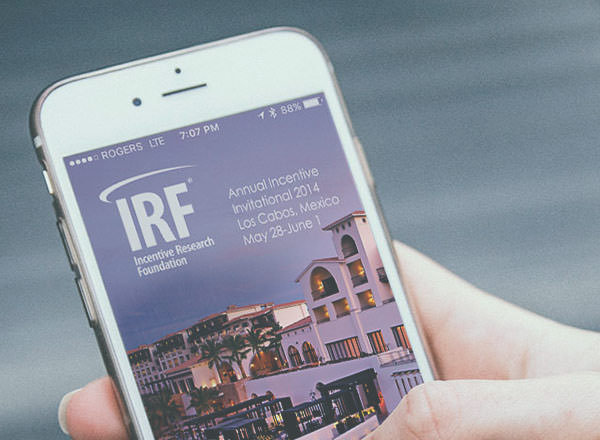 ROGERS LTE 7:07 PM 88%
IRF®
Incentive Research
Foundation
Annual Incentive
Invitational 2014
Los Cabos, Mexico
May 28-June 1